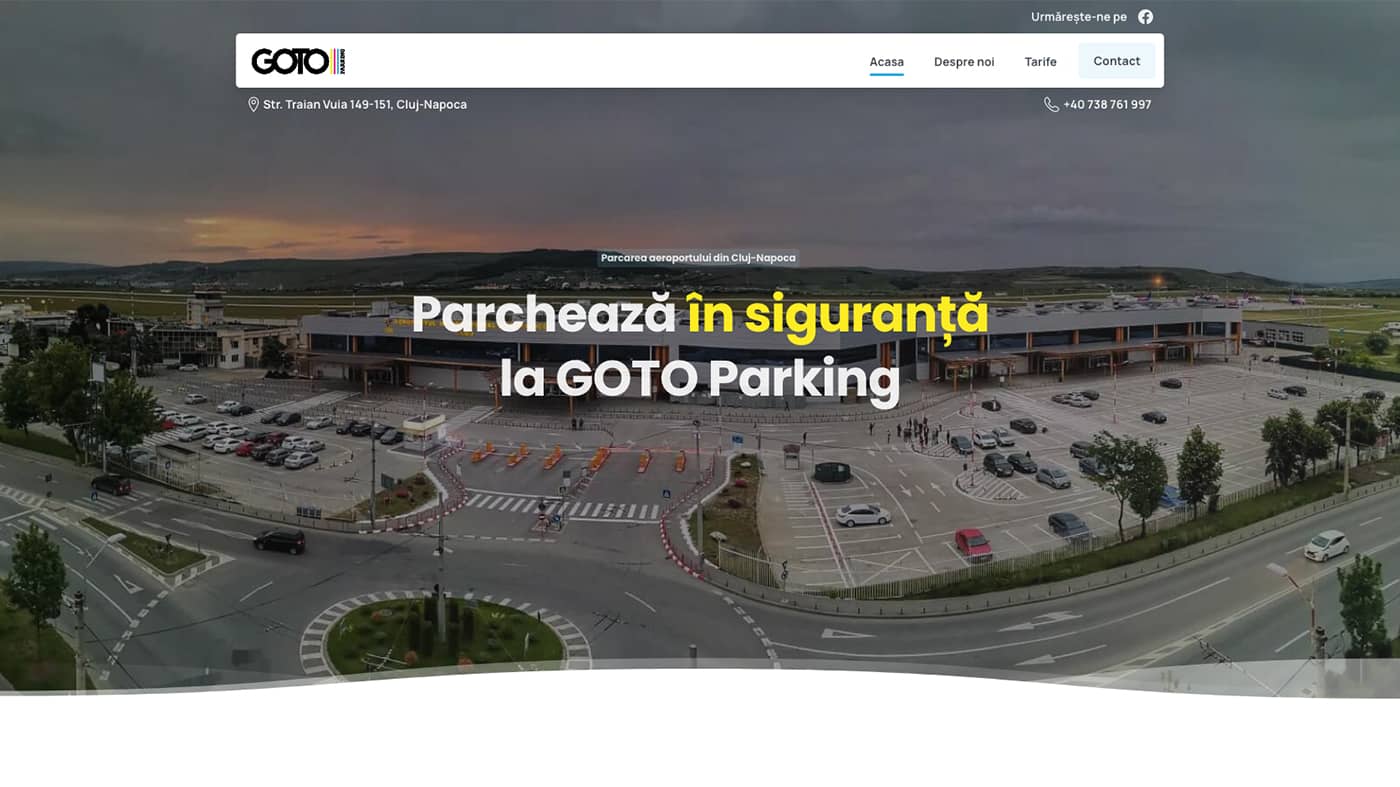 Urmărește-ne pe
GOTO PARKING
Acasa Despre noi Tarife Contact
Str. Traian Vuia 149-151, Cluj-Napoca
+40 738 761 997
Parcarea aeroportului din Cluj-Napoca
Parchează în siguranță
la GOTO Parking